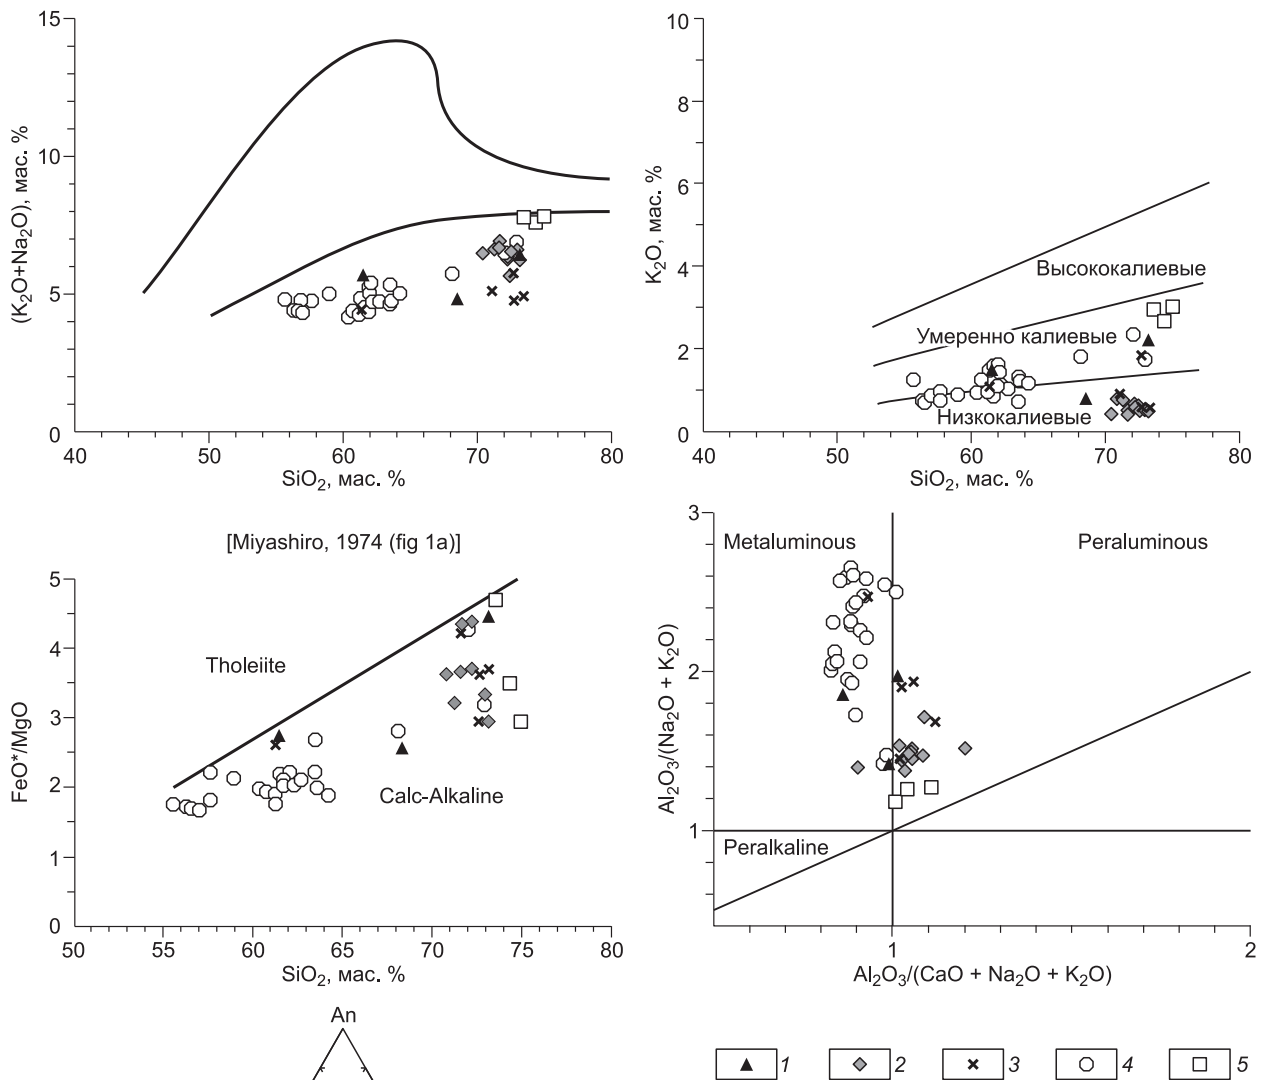 15
10
5
0
(K₂O+Na₂O), мас. %
40
50
60
70
80
SiO₂, мас. %
10
8
6
4
2
0
K₂O, мас. %
Высококалиевые
Умеренно калиевые
Низкокалиевые
40
50
60
70
80
SiO₂, мас. %
[Miyashiro, 1974 (fig 1a)]
5
4
3
2
1
0
FeO*/MgO
Tholeiite
Calc-Alkaline
50
55
60
65
70
75
80
SiO₂, мас. %
3
2
1
Al₂O₃/(Na₂O + K₂O)
Metaluminous
Peraluminous
Peralkaline
1
2
Al₂O₃/(CaO + Na₂O + K₂O)
An
1
2
3
4
5